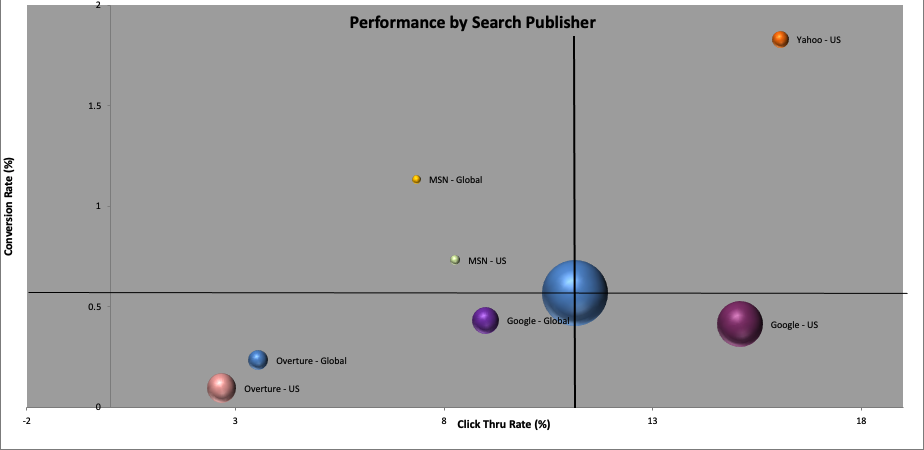 Performance by Search Publisher
2
Yahoo - US
1.5
MSN - Global
1
MSN - US
0.5
Google - Global
Google - US
Overture - Global
Overture - US
0
-2
3
8
13
18
Click Thru Rate (%)
Conversion Rate (%)